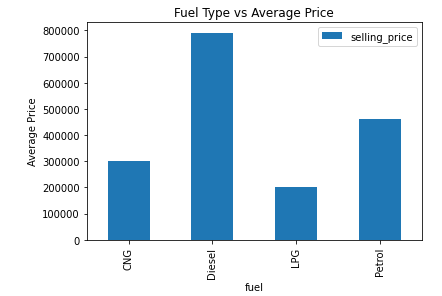 Fuel Type vs Average Price
selling_price
800000
700000
600000
500000
400000
300000
200000
100000
0
Average Price
CNG
Diesel
LPG
Petrol
fuel